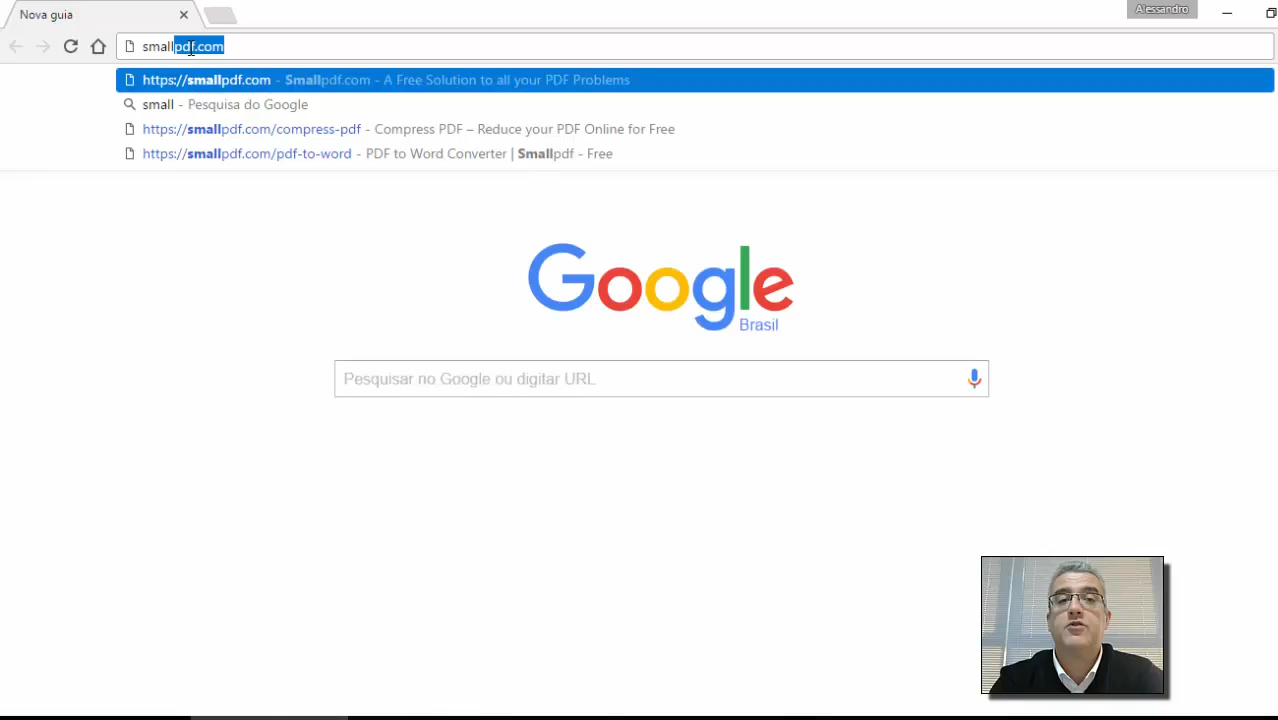 Nova guia
Alessandro
smallpdf.com
https://smallpdf.com - Smallpdf.com - A Free Solution to all your PDF Problems
small - Pesquisa do Google
https://smallpdf.com/compress-pdf - Compress PDF – Reduce your PDF Online for Free
https://smallpdf.com/pdf-to-word - PDF to Word Converter | Smallpdf - Free
Google
Brasil
Pesquisar no Google ou digitar URL